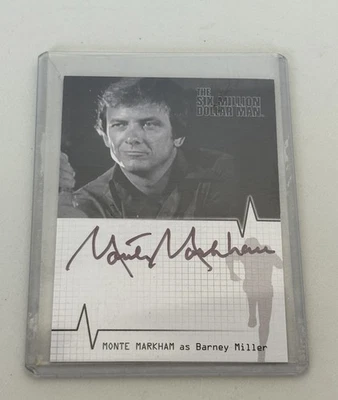 THE
SIX MILLION
DOLLAR MAN
Monte Markham
MONTE MARKHAM as Barney Miller